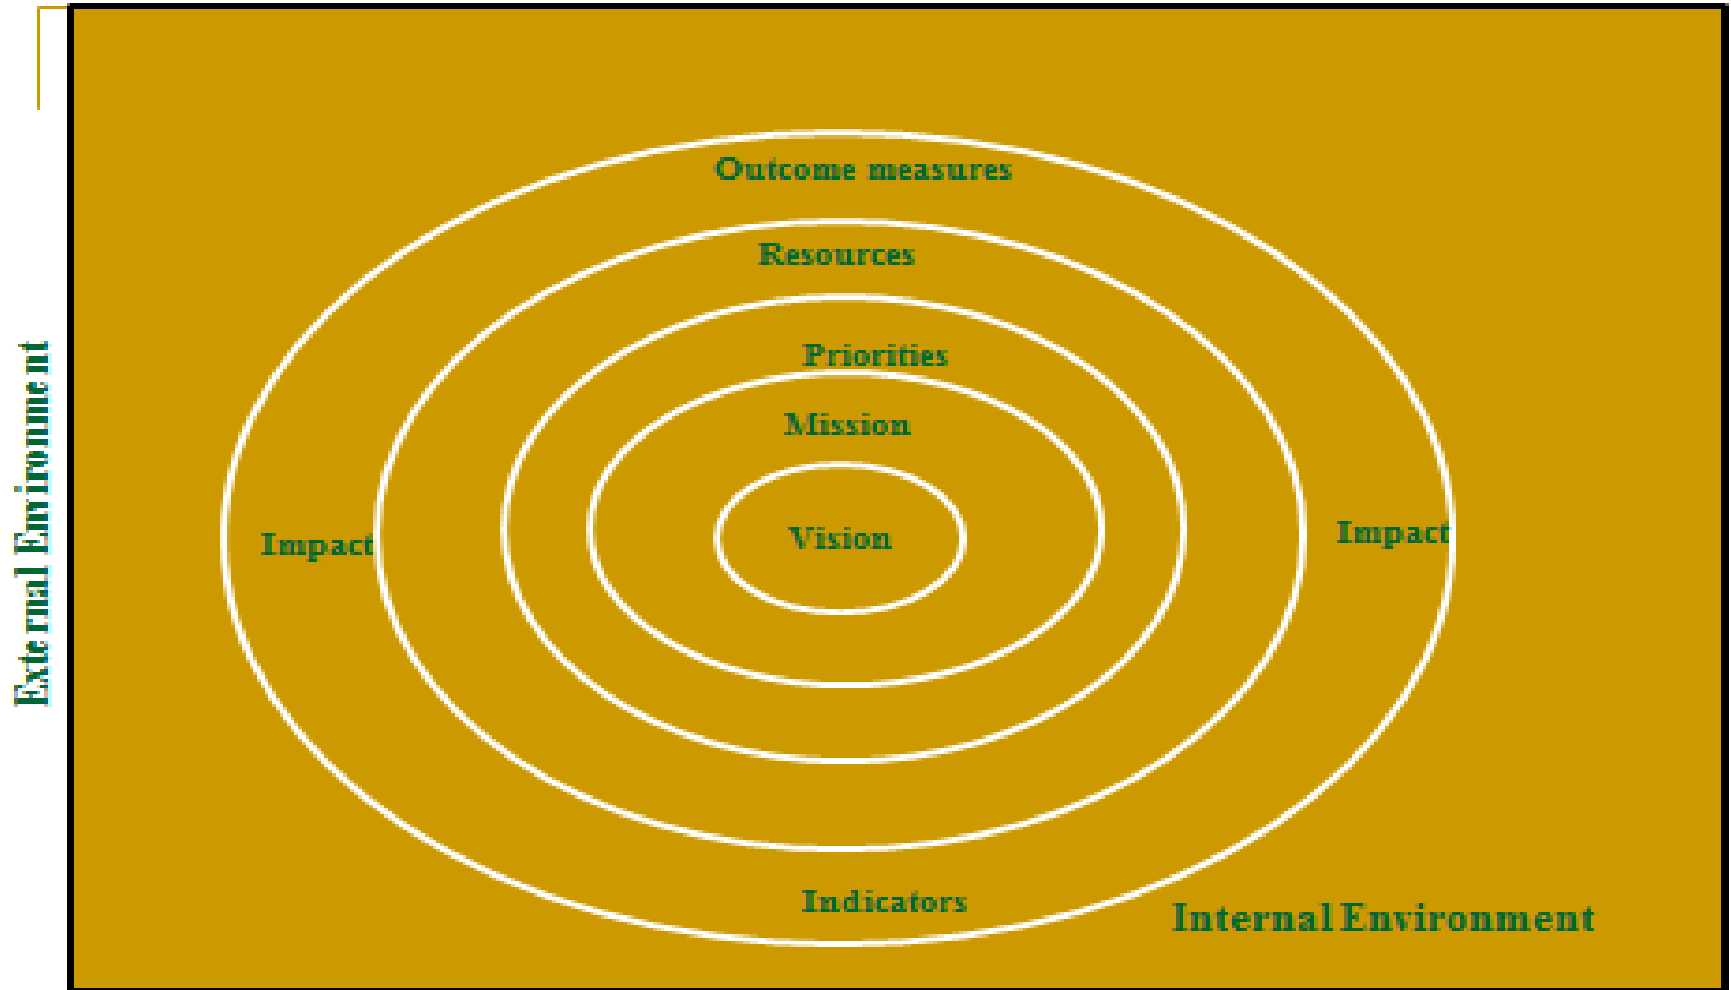 Outcome measures
Resources
Priorities
Mission
Vision
Impact
Impact
Indicators
Internal Environment
External Environment